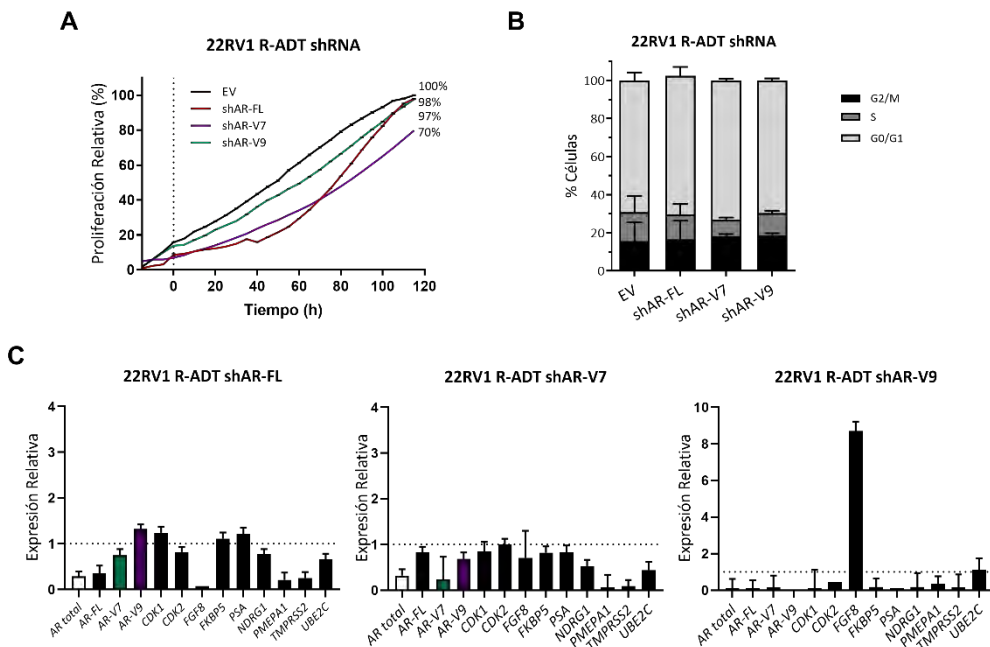 A
22RV1 R-ADT shRNA
Proliferación Relativa (%)
100
80
60
40
20
0
EV
shAR-FL
shAR-V7
shAR-V9
100%
98%
97%
70%
0 20 40 60 80 100 120
Tiempo (h)
B
22RV1 R-ADT shRNA
% Células
100
80
60
40
20
0
EV shAR-FL shAR-V7 shAR-V9
G2/M
S
G0/G1
C
22RV1 R-ADT shAR-FL
Expresión Relativa
4
3
2
1
0
AR total AR-FL AR-V7 AR-V9 CDK1 CDK2 FGF8 FKBP5 PSA NDRG1 PMEPA1 TMPRSS2 UBE2C
22RV1 R-ADT shAR-V7
Expresión Relativa
4
3
2
1
0
AR total AR-FL AR-V7 AR-V9 CDK1 CDK2 FGF8 FKBP5 PSA NDRG1 PMEPA1 TMPRSS2 UBE2C
22RV1 R-ADT shAR-V9
Expresión Relativa
10
8
6
4
2
0
AR total AR-FL AR-V7 AR-V9 CDK1 CDK2 FGF8 FKBP5 PSA NDRG1 PMEPA1 TMPRSS2 UBE2C